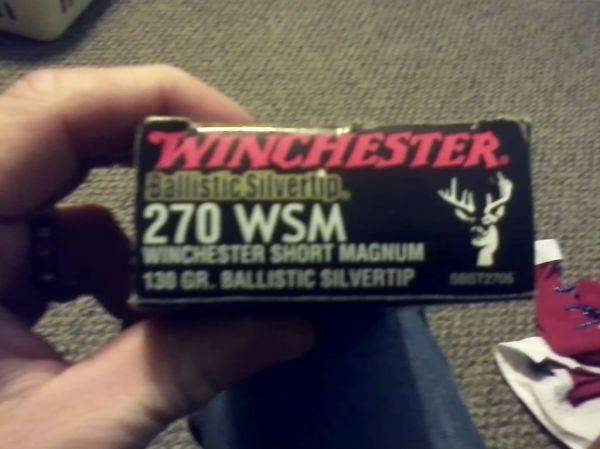 WINCHESTER
Ballistic Silvertip
270 WSM
WINCHESTER SHORT MAGNUM
130 GR. BALLISTIC SILVERTIP